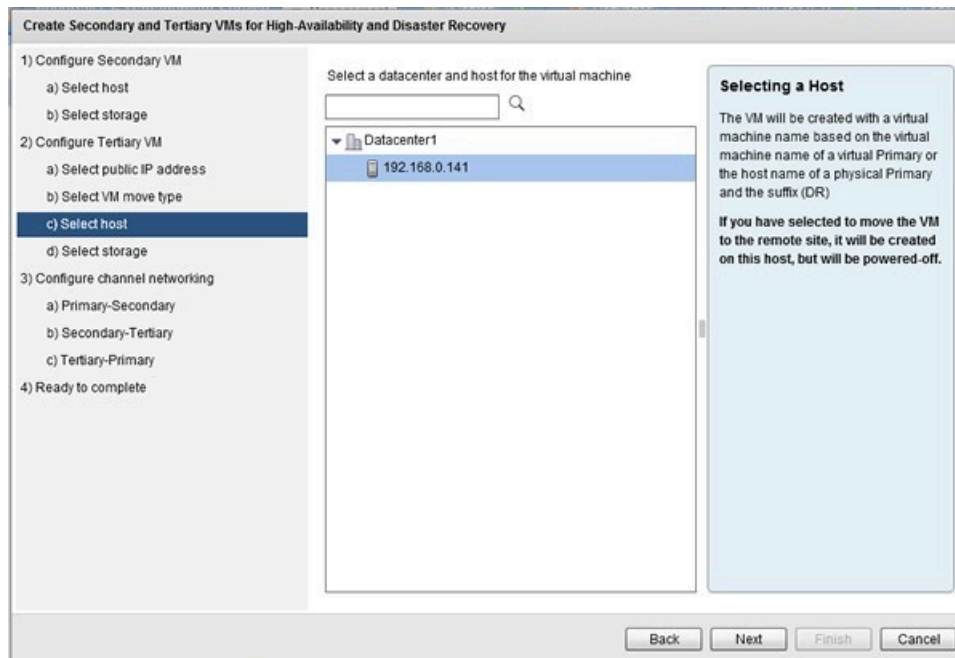 Create Secondary and Tertiary VMs for High-Availability and Disaster Recovery
1) Configure Secondary VM
a) Select host
b) Select storage
2) Configure Tertiary VM
a) Select public IP address
b) Select VM move type
c) Select host
d) Select storage
3) Configure channel networking
a) Primary-Secondary
b) Secondary-Tertiary
c) Tertiary-Primary
4) Ready to complete
Select a datacenter and host for the virtual machine
Datacenter1
192.168.0.141
Selecting a Host
The VM will be created with a virtual
machine name based on the virtual
machine name of a virtual Primary or
the host name of a physical Primary
and the suffix (DR)
If you have selected to move the VM
to the remote site, it will be created
on this host, but will be powered-off.
Back Next Finish Cancel